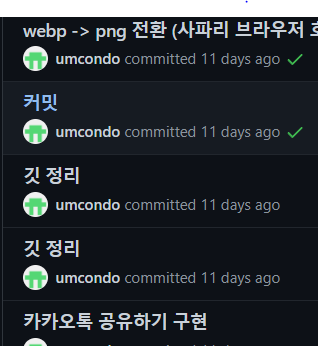 webp -> png 전환 (사파리 브라우저 호
umcondo committed 11 days ago
커밋
umcondo committed 11 days ago
깃 정리
umcondo committed 11 days ago
깃 정리
umcondo committed 11 days ago
카카오톡 공유하기 구현